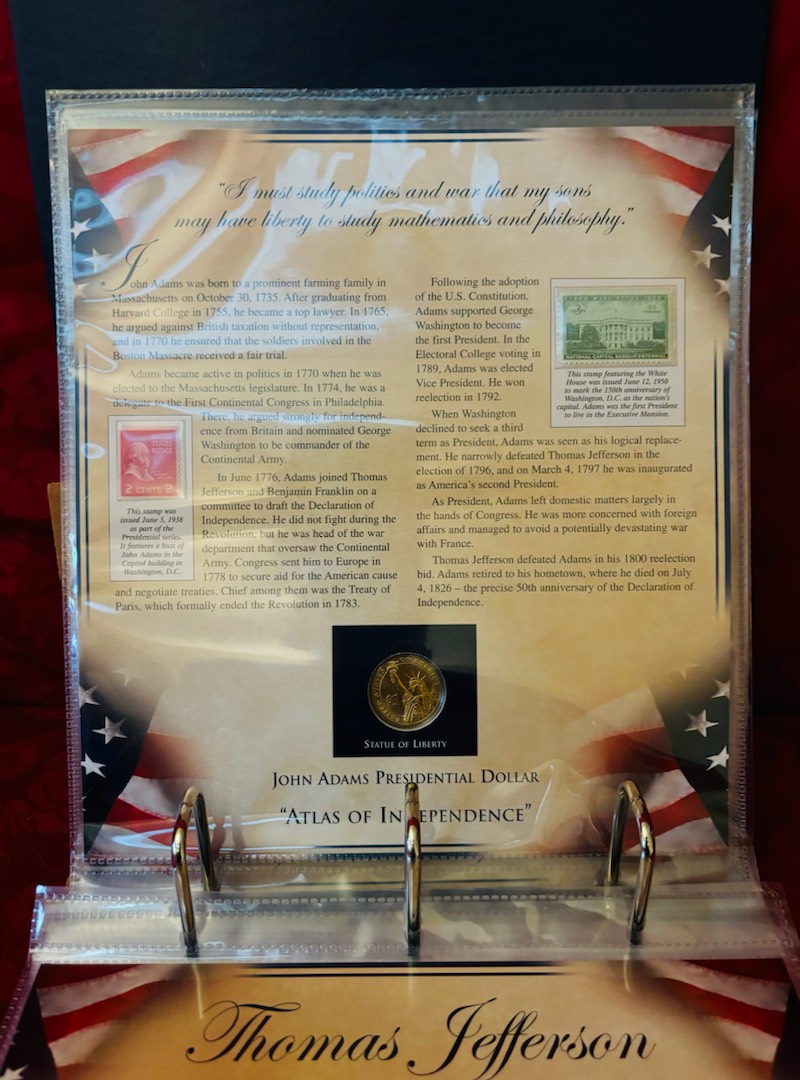 “I must study politics and war that my sons
may have liberty to study mathematics and philosophy.”
John Adams was born to a prominent farming family in
Massachusetts on October 30, 1735. After graduating from
Harvard College in 1755, he became a top lawyer. In 1765,
he argued against British taxation without representation,
and in 1770 he ensured that the soldiers involved in the
Boston Massacre received a fair trial.
Adams became active in politics in 1770 when he was
elected to the Massachusetts legislature. In 1774, he was a
delegate to the First Continental Congress in Philadelphia.
There, he argued strongly for independ-
ence from Britain and nominated George
Washington to be commander of the
Continental Army.
In June 1776, Adams joined Thomas
Jefferson and Benjamin Franklin on a
committee to draft the Declaration of
Independence. He did not fight during the
Revolution, but he was head of the war
department that oversaw the Continental
Army. Congress sent him to Europe in
1778 to secure aid for the American cause
and negotiate treaties. Chief among them was the Treaty of
Paris, which formally ended the Revolution in 1783.
2 CENTS 2
This stamp was
issued June 3, 1938
as part of the
Presidential series.
It features a bust of
John Adams in the
Capitol building in
Washington, D.C.
Following the adoption
of the U.S. Constitution,
Adams supported George
Washington to become
the first President. In the
Electoral College voting in
1789, Adams was elected
Vice President. He won
reelection in 1792.
When Washington
declined to seek a third
term as President, Adams was seen as his logical replace-
ment. He narrowly defeated Thomas Jefferson in the
election of 1796, and on March 4, 1797 he was inaugurated
as America’s second President.
As President, Adams left domestic matters largely in
the hands of Congress. He was more concerned with foreign
affairs and managed to avoid a potentially devastating war
with France.
Thomas Jefferson defeated Adams in his 1800 reelection
bid. Adams retired to his hometown, where he died on July
4, 1826 – the precise 50th anniversary of the Declaration of
Independence.
NATIONAL CAPITAL SESQUICENTENNIAL
This stamp featuring the White
House was issued June 12, 1950
to mark the 150th anniversary of
Washington, D.C. as the nation’s
capital. Adams was the first President
to live in the Executive Mansion.
STATUE OF LIBERTY
JOHN ADAMS PRESIDENTIAL DOLLAR
“ATLAS OF INDEPENDENCE”
Thomas Jefferson